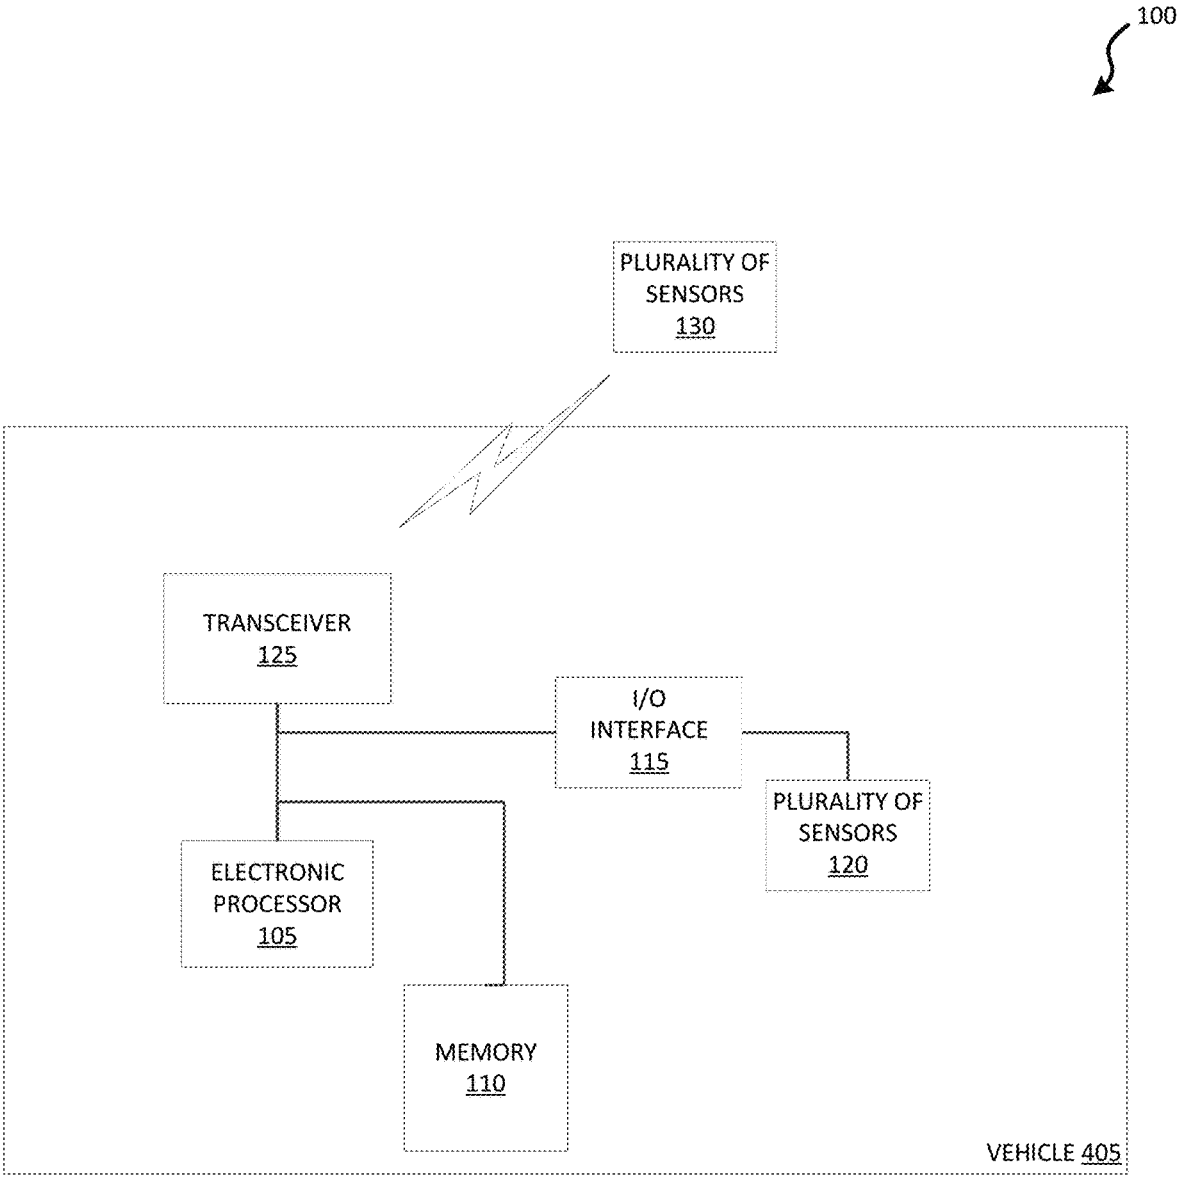 100
PLURALITY OF
SENSORS
130
TRANSCEIVER
125
I/O
INTERFACE
115
PLURALITY OF
SENSORS
120
ELECTRONIC
PROCESSOR
105
MEMORY
110
VEHICLE 405